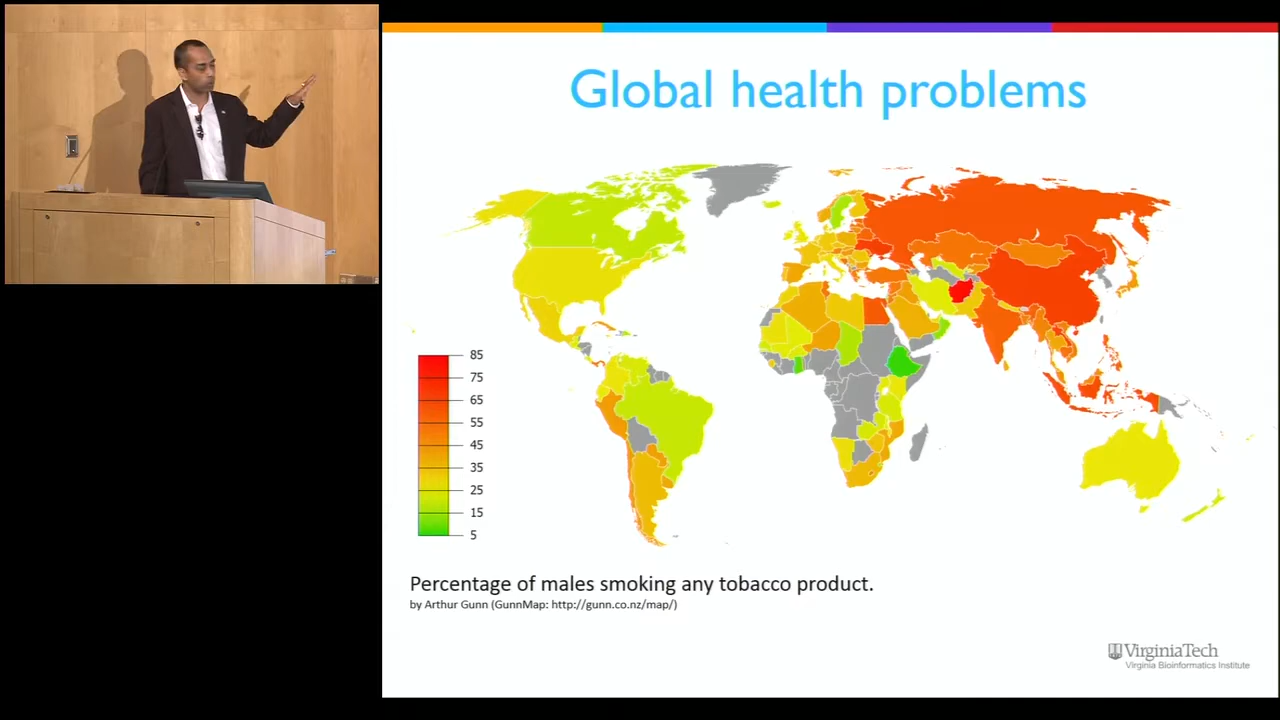 Global health problems
85
75
65
55
45
35
25
15
5
Percentage of males smoking any tobacco product.
by Arthur Gunn (GunnMap: http://gunn.co.nz/map/)
VirginiaTech
Virginia Bioinformatics Institute